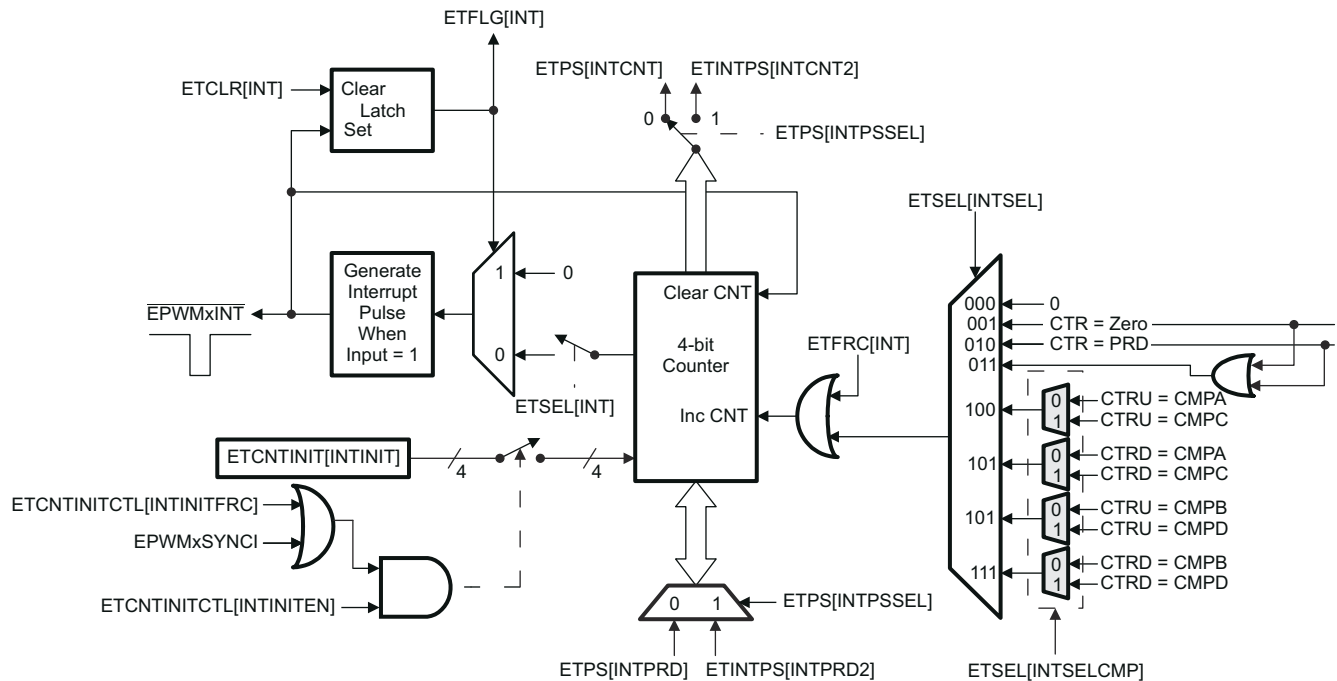 ETFLG[INT]
ETCLR[INT]
Clear
Latch
Set
ETPS[INTCNT]
ETINTPS[INTCNT2]
0
1
ETPS[INTPSSEL]
ETSEL[INTSEL]
EPWMxINT
Generate
Interrupt
Pulse
When
Input = 1
1
0
0
ETSEL[INT]
Clear CNT
4-bit
Counter
Inc CNT
ETFRC[INT]
000
001
010
011
100
101
101
111
0
CTR = Zero
CTR = PRD
0
1
CTRU = CMPA
CTRU = CMPC
0
1
CTRD = CMPA
CTRD = CMPC
0
1
CTRU = CMPB
CTRU = CMPD
0
1
CTRD = CMPB
CTRD = CMPD
ETSEL[INTSELCMP]
ETCNTINIT[INTINIT]
4
4
ETCNTINITCTL[INTINITFRC]
EPWMxSYNCI
ETCNTINITCTL[INTINITEN]
0 1
ETPS[INTPSSEL]
ETPS[INTPRD]
ETINTPS[INTPRD2]